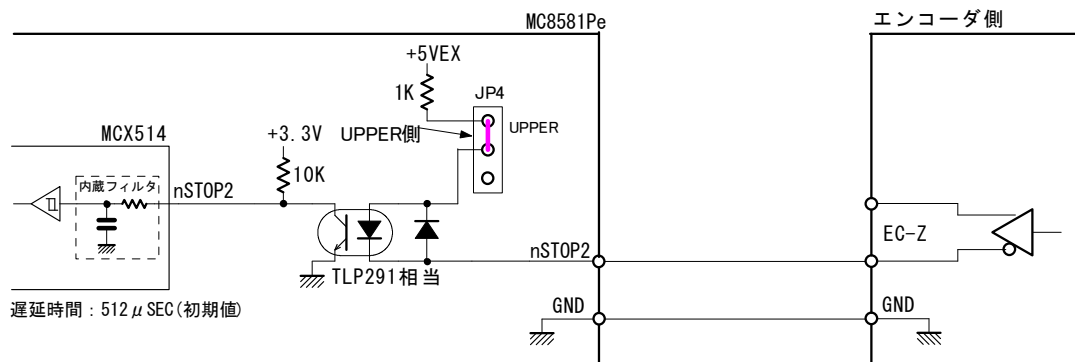 MC8581Pe
エンコーダ側
+5VEX
1K
JP4
MCX514
+3.3V
UPPER側
UPPER
内蔵フィルタ
nSTOP2
10K
EC-Z
nSTOP2
TLP291相当
遅延時間：512μSEC(初期値)
GND
GND